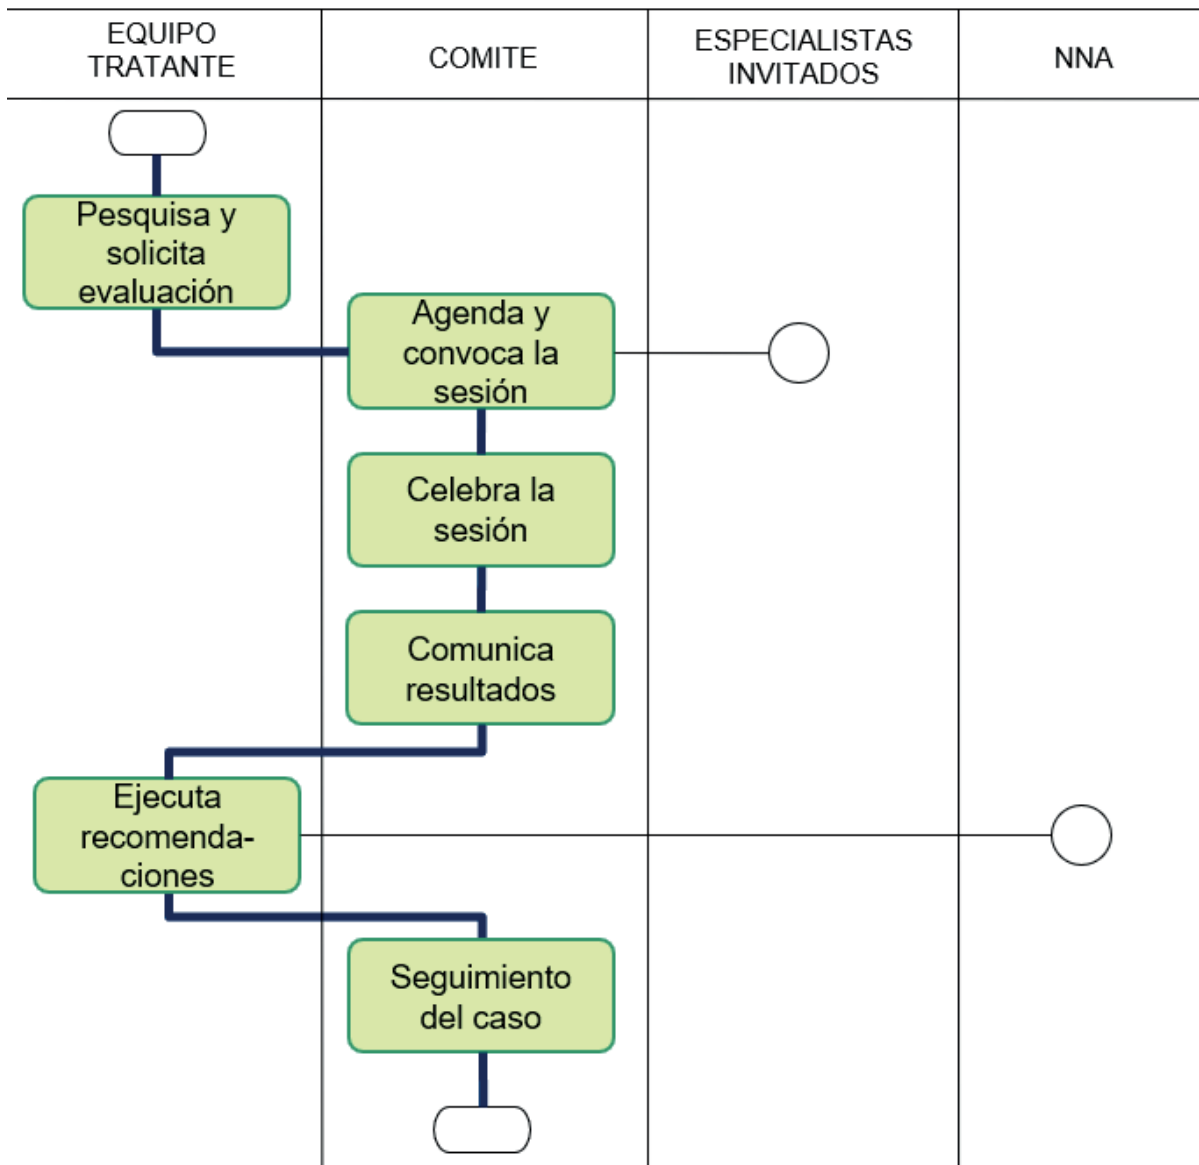 EQUIPO
TRATANTE
COMITE
ESPECIALISTAS
INVITADOS
NNA
Pesquisa y
solicita
evaluación
Agenda y
convoca la
sesión
Celebra la
sesión
Comunica
resultados
Ejecuta
recomenda-
ciones
Seguimiento
del caso